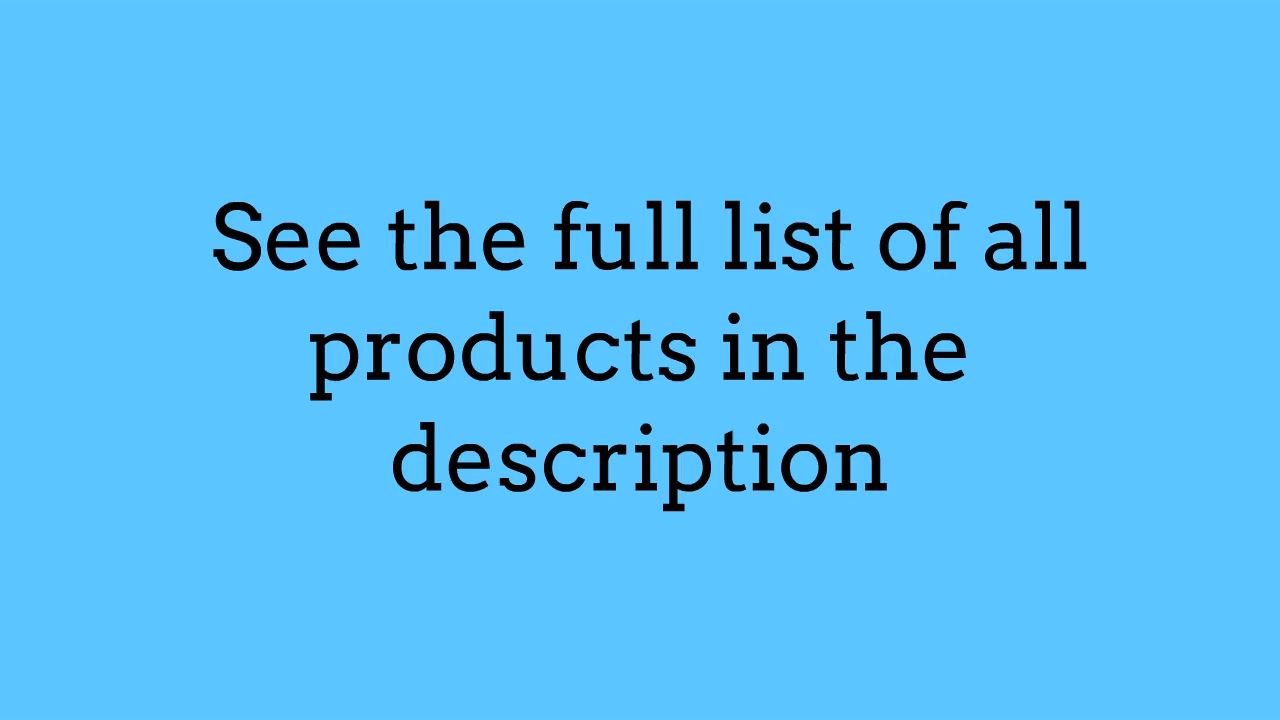 See the full list of all
products in the
description